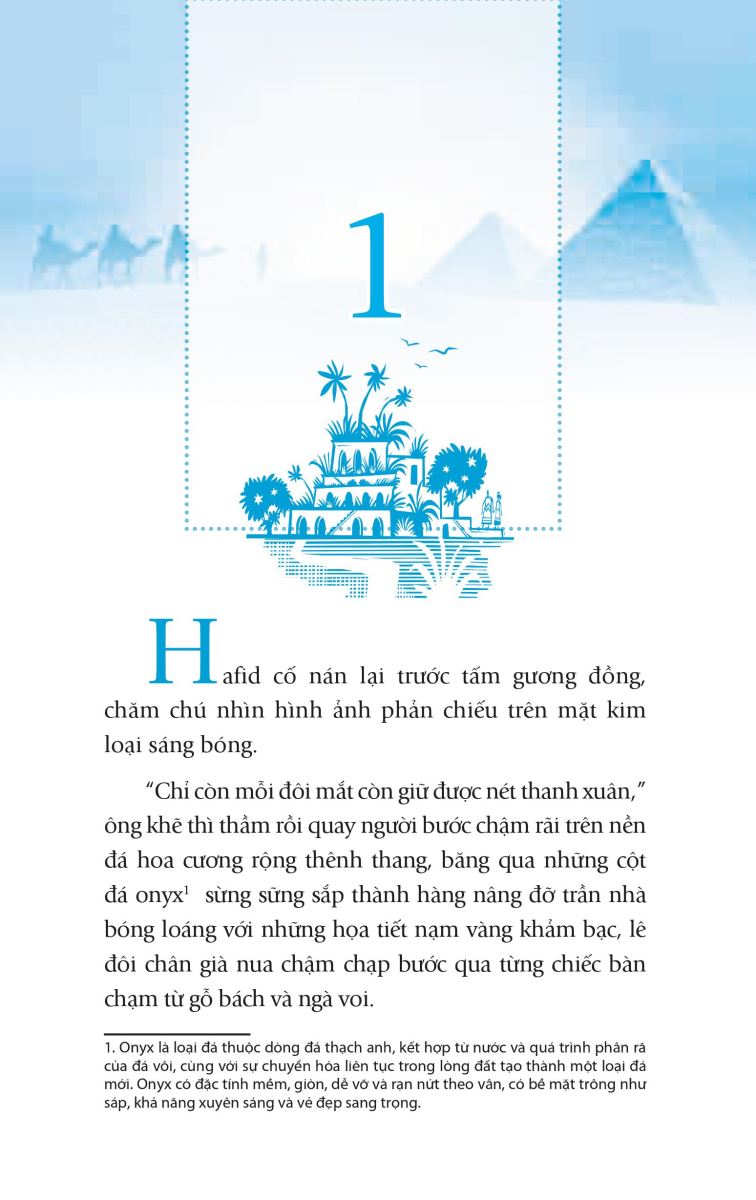 1
Hafid cố nán lại trước tấm gương đồng,
chăm chú nhìn hình ảnh phản chiếu trên mặt kim
loại sáng bóng.
“Chỉ còn mỗi đôi mắt còn giữ được nét thanh xuân,”
ông khẽ thì thầm rồi quay người bước chậm rãi trên nền
đá hoa cương rộng thênh thang, băng qua những cột
đá onyx¹ sừng sững sắp thành hàng nâng đỡ trần nhà
bóng loáng với những họa tiết nạm vàng khảm bạc, lê
đôi chân già nua chậm chạp bước qua từng chiếc bàn
chạm từ gỗ bách và ngà voi.
1. Onyx là loại đá thuộc dòng đá thạch anh, kết hợp từ nước và quá trình phân rã
của đá vôi, cùng với sự chuyển hóa liên tục trong lòng đất tạo thành một loại đá
mới. Onyx có đặc tính mềm, giòn, dễ vỡ và rạn nứt theo vân, có bề mặt trông như
sáp, khả năng xuyên sáng và vẻ đẹp sang trọng.